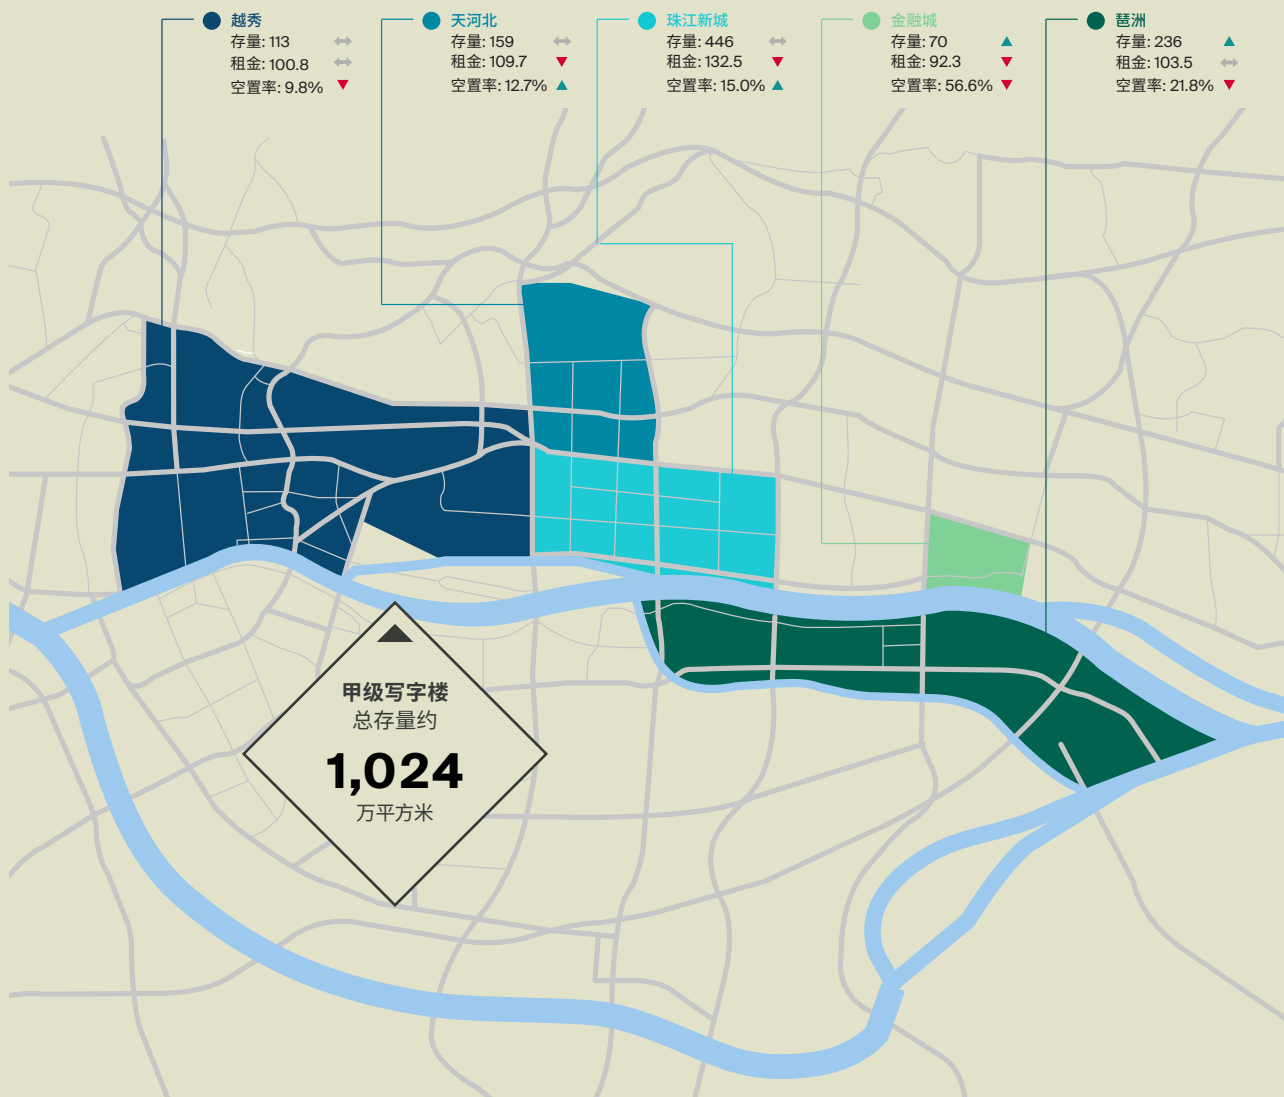 越秀
存量: 113
租金: 100.8
空置率: 9.8%
天河北
存量: 159
租金: 109.7
空置率: 12.7%
珠江新城
存量: 446
租金: 132.5
空置率: 15.0%
金融城
存量: 70
租金: 92.3
空置率: 56.6%
琶洲
存量: 236
租金: 103.5
空置率: 21.8%
甲级写字楼
总存量约
1,024
万平方米